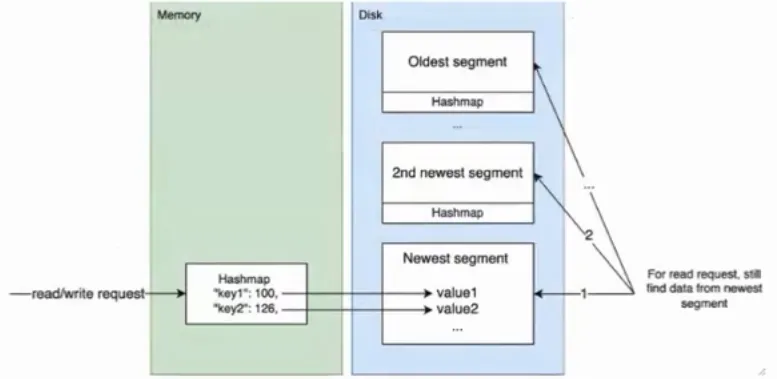 Memory
Disk
Oldest segment
Hashmap
...
2nd newest segment
Hashmap
Newest segment
value1
value2
...
read/write request
Hashmap
"key1": 100,
"key2": 126,
...
2
1
For read request, still
find data from newest
segment